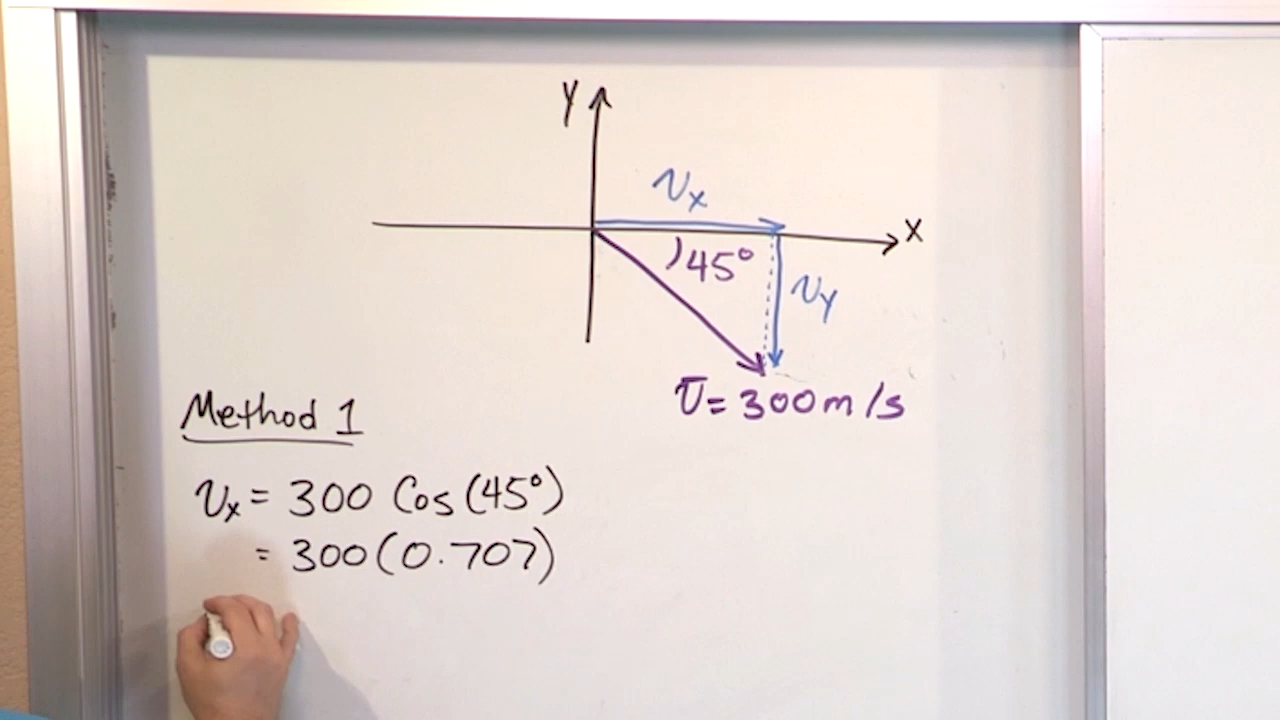 Y
Vx
X
45°
Vy
V = 300 m/s
Method 1
Vx = 300 Cos (45°)
= 300 (0.707)